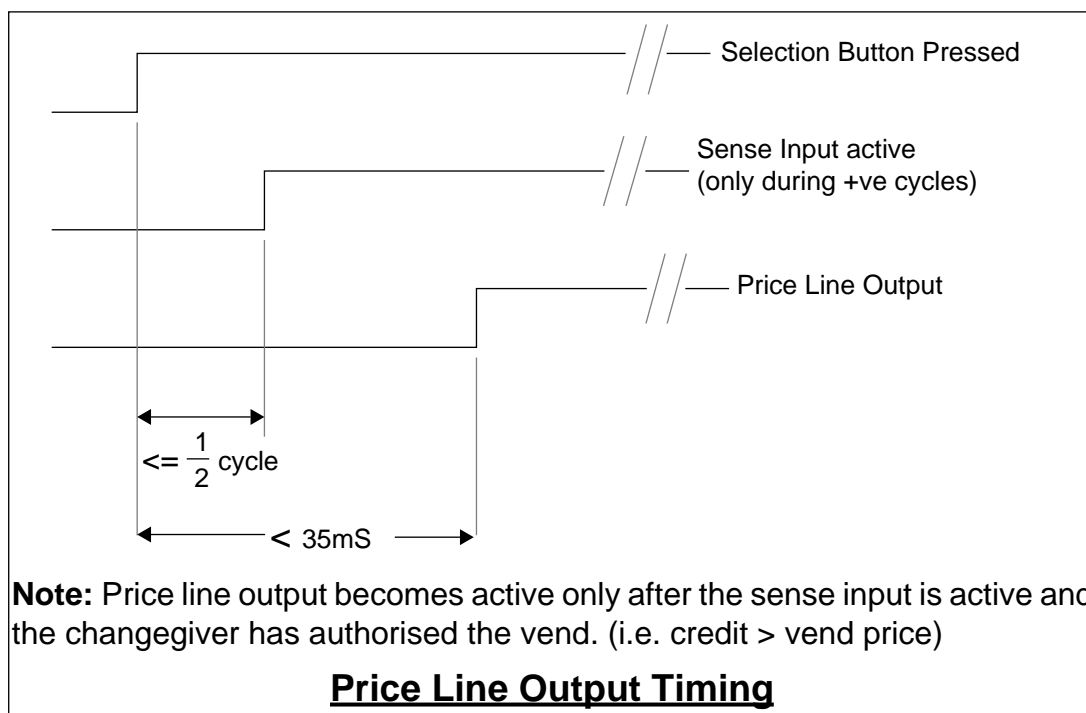 Selection Button Pressed
Sense Input active
(only during +ve cycles)
Price Line Output
<= 1/2 cycle
< 35mS
Note: Price line output becomes active only after the sense input is active and
the changegiver has authorised the vend. (i.e. credit > vend price)
Price Line Output Timing